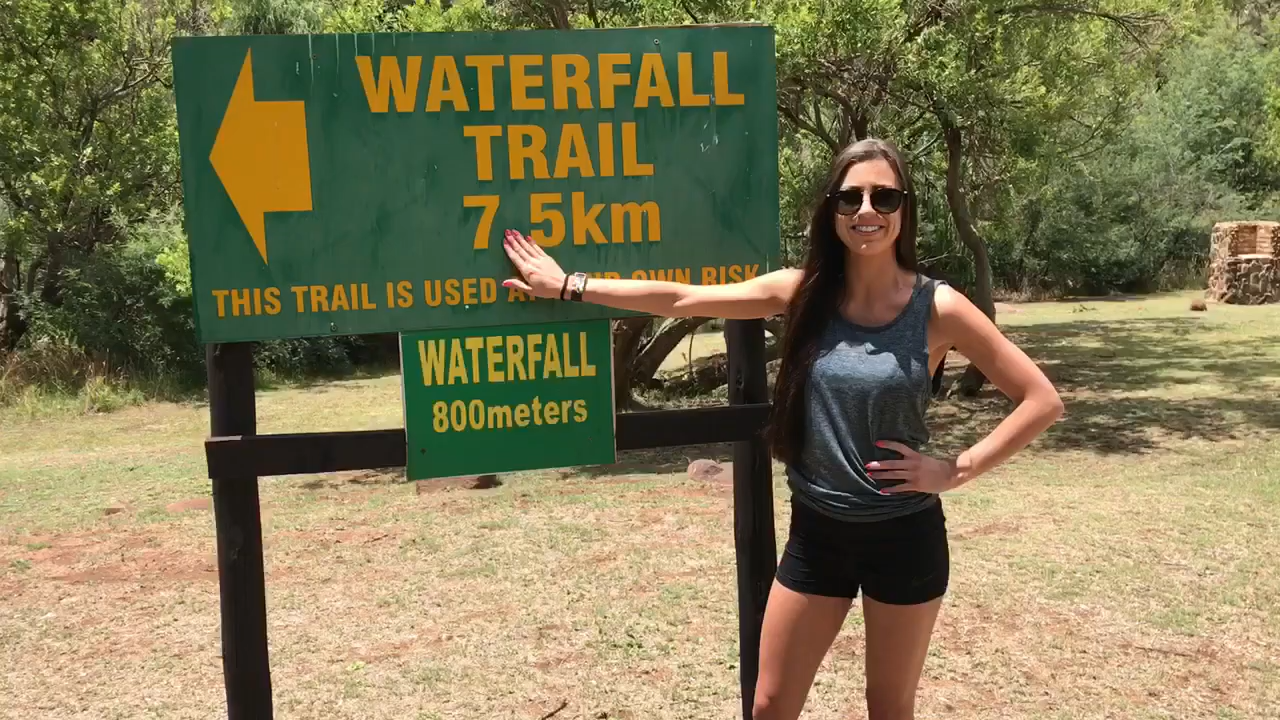 WATERFALL
TRAIL
7 5km
THIS TRAIL IS USED OWN RISK
WATERFALL
800meters